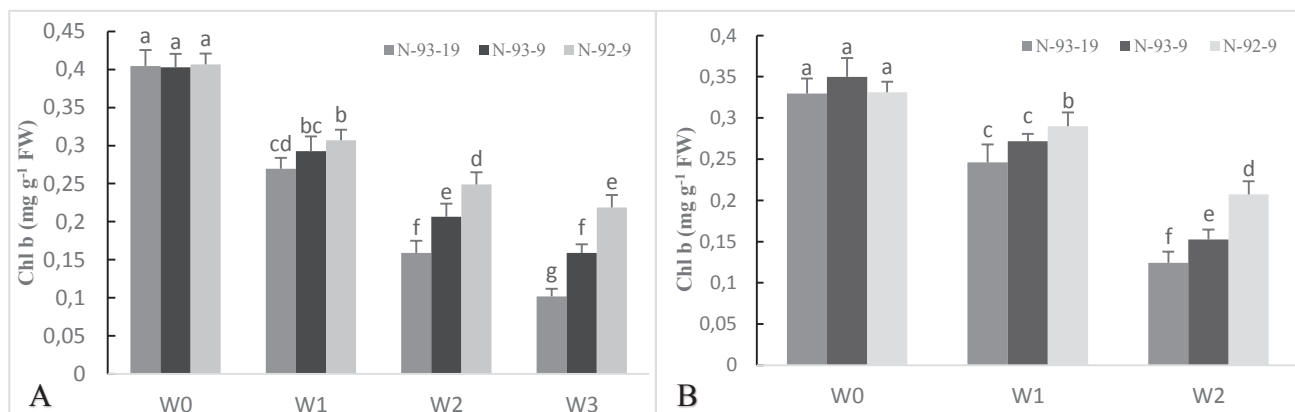 0,45
0,4
0,35
0,3
0,25
0,2
0,15
0,1
0,05
0
Chl b (mg g⁻¹ FW)
N-93-19 N-93-9 N-92-9
a a a
cd bc b
f e d
g f e
W0 W1 W2 W3
A
0,4
0,35
0,3
0,25
0,2
0,15
0,1
0,05
0
Chl b (mg g⁻¹ FW)
N-93-19 N-93-9 N-92-9
a a a
c c b
f e d
W0 W1 W2
B